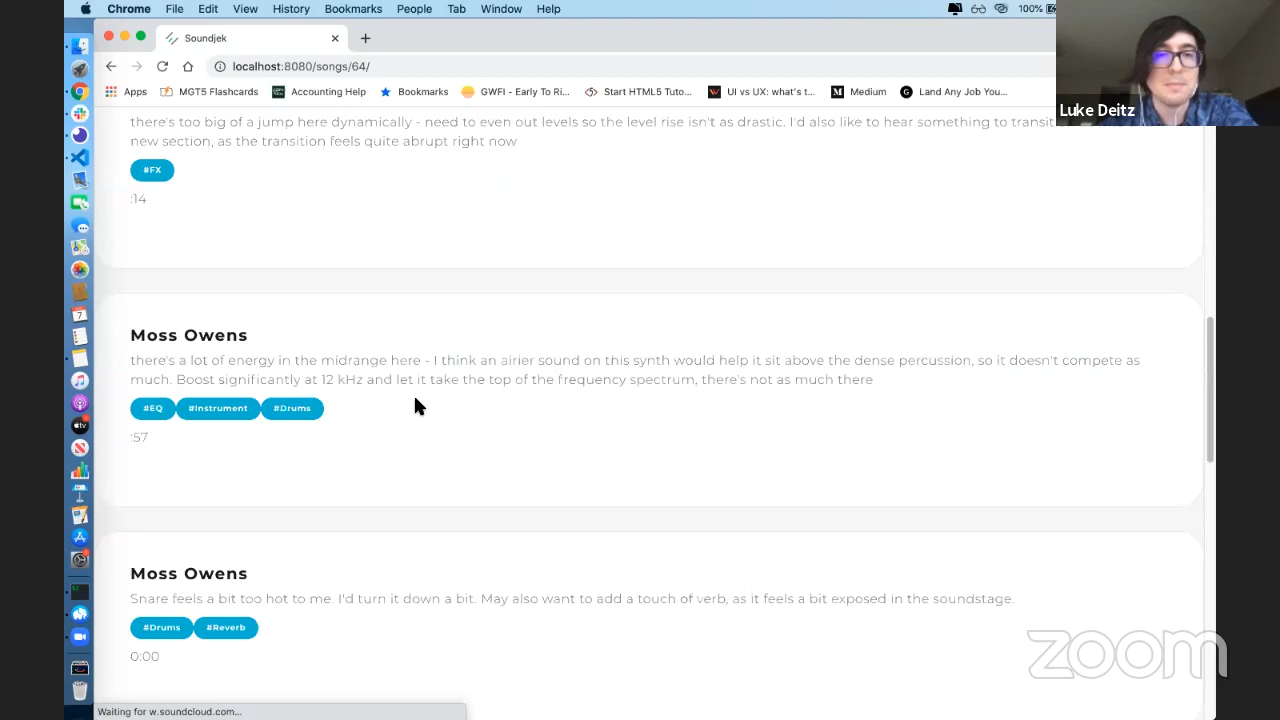 Chrome File Edit View History Bookmarks People Tab Window Help 100%
Soundjek
localhost:8080/songs/64/
Apps MGT5 Flashcards Accounting Help Bookmarks GWFI - Early To Ri... Start HTML5 Tuto... UI vs UX: what's t... Medium Land Any Job You...
Luke Deitz
there's too big of a jump here dynamically - need to even out levels so the level rise isn't as drastic. I'd also like to hear something to transit
new section, as the transition feels quite abrupt right now
#FX
:14
Moss Owens
there's a lot of energy in the midrange here - I think an airier sound on this synth would help it sit above the dense percussion, so it doesn't compete as
much. Boost significantly at 12 kHz and let it take the top of the frequency spectrum, there's not as much there
#EQ #Instrument #Drums
:57
Moss Owens
Snare feels a bit too hot to me. I'd turn it down a bit. May also want to add a touch of verb, as it feels a bit exposed in the soundstage.
#Drums #Reverb
0:00
zoom
Waiting for w.soundcloud.com...